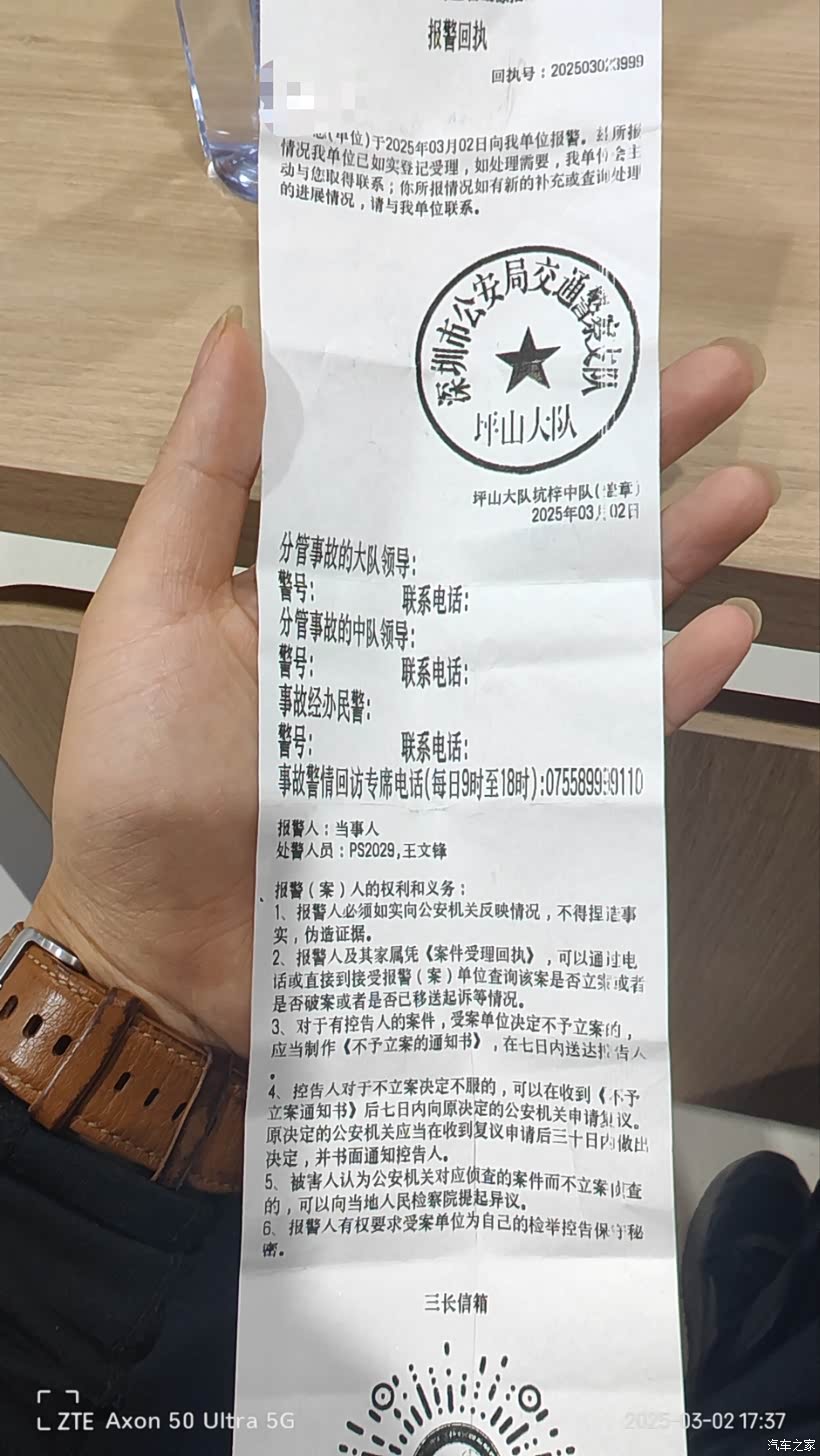 报警回执
回执号：202503023999
(单位)于2025年03月02日向我单位报警。经所报
情况我单位已如实登记受理，如处理需要，我单位会主
动与您取得联系；你所报情况如有新的补充或查询处理
的进展情况，请与我单位联系。
深圳市公安局交通警察支队
坪山大队
坪山大队坑梓中队(盖章)
2025年03月02日
分管事故的大队领导:
警号: 联系电话:
分管事故的中队领导:
警号: 联系电话:
事故经办民警:
警号: 联系电话:
事故警情回访专席电话(每日9时至18时):075589999110
报警人：当事人
处警人员：PS2029,王文锋
报警（案）人的权利和义务：
1、报警人必须如实向公安机关反映情况，不得捏造事
实，伪造证据。
2、报警人及其家属凭《案件受理回执》，可以通过电
话或直接到接受报警（案）单位查询该案是否立案或者
是否破案或者是否已移送起诉等情况。
3、对于有控告人的案件，受案单位决定不予立案的，
应当制作《不予立案的通知书》，在七日内送达控告人
。
4、控告人对于不立案决定不服的，可以在收到《不予
立案通知书》后七日内向原决定的公安机关申请复议。
原决定的公安机关应当在收到复议申请后三十日内做出
决定，并书面通知控告人。
5、被害人认为公安机关对应侦查的案件而不立案侦查
的，可以向当地人民检察院提起异议。
6、报警人有权要求受案单位为自己的检举控告保守秘
密。
三长信箱
ZTE Axon 50 Ultra 5G
2025-03-02 17:37
汽车之家